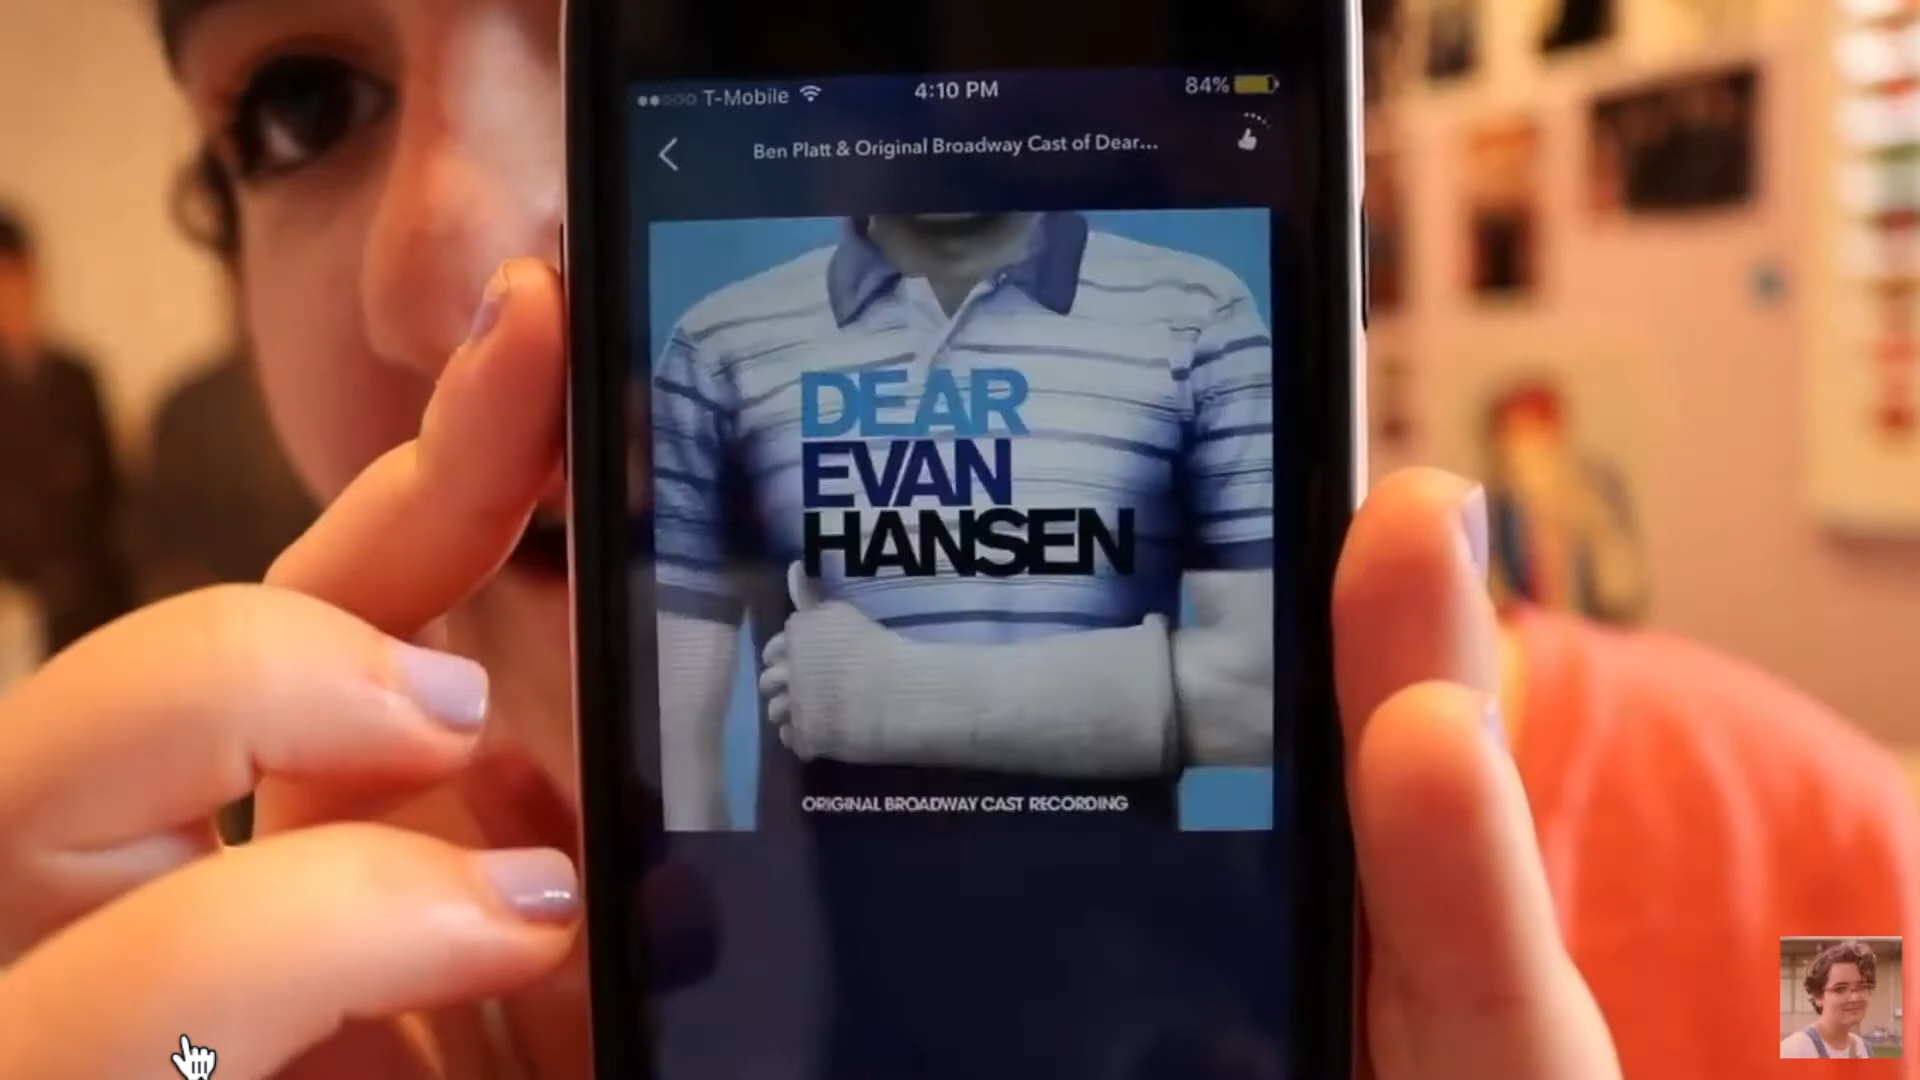 T-Mobile 4:10 PM 84%
Ben Platt & Original Broadway Cast of Dear...
DEAR
EVAN
HANSEN
ORIGINAL BROADWAY CAST RECORDING